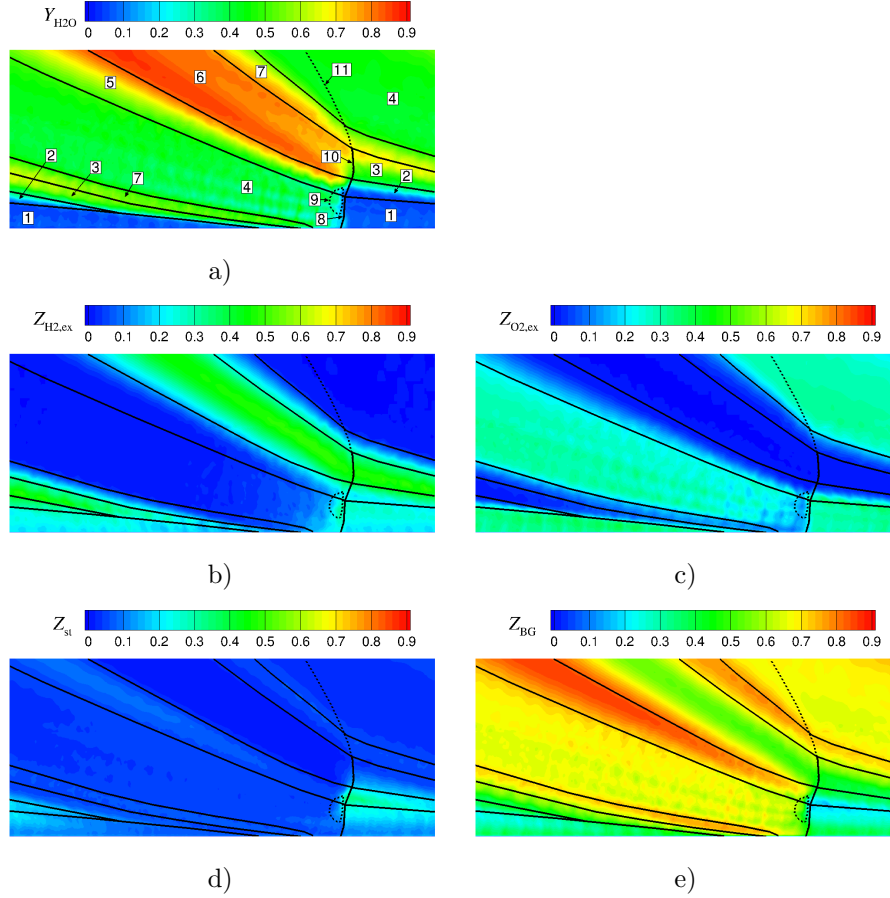 Y_H2O 0 0.1 0.2 0.3 0.4 0.5 0.6 0.7 0.8 0.9
5 6 7 11
4
2 3 7 4 10 3 2
9
1 8 1
a)
Z_H2,ex 0 0.1 0.2 0.3 0.4 0.5 0.6 0.7 0.8 0.9
Z_O2,ex 0 0.1 0.2 0.3 0.4 0.5 0.6 0.7 0.8 0.9
b)
c)
Z_st 0 0.1 0.2 0.3 0.4 0.5 0.6 0.7 0.8 0.9
Z_BG 0 0.1 0.2 0.3 0.4 0.5 0.6 0.7 0.8 0.9
d)
e)